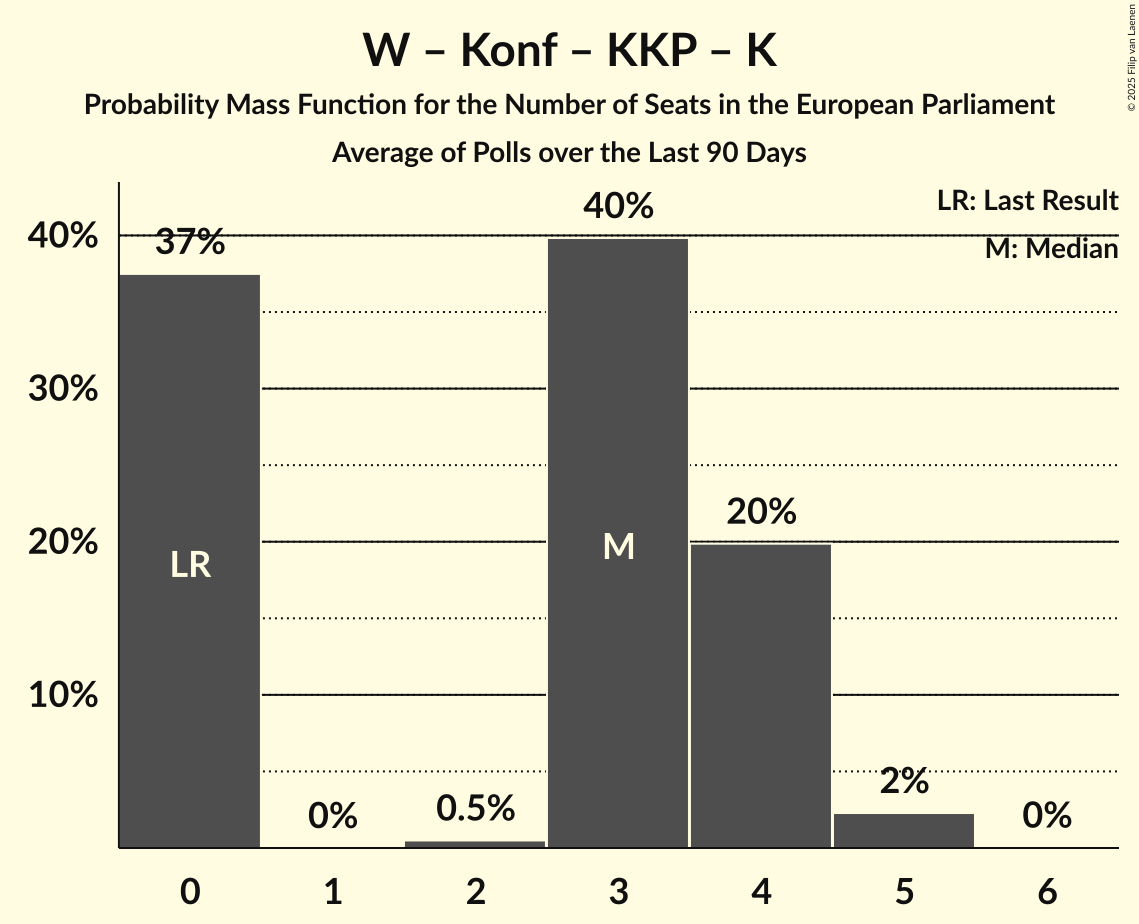 W – Konf – KKP – K
Probability Mass Function for the Number of Seats in the European Parliament
Average of Polls over the Last 90 Days
© 2025 Filip van Laenen
LR: Last Result
M: Median
40%
30%
20%
10%
37%
0%
0.5%
40%
20%
2%
0%
LR
M
0 1 2 3 4 5 6